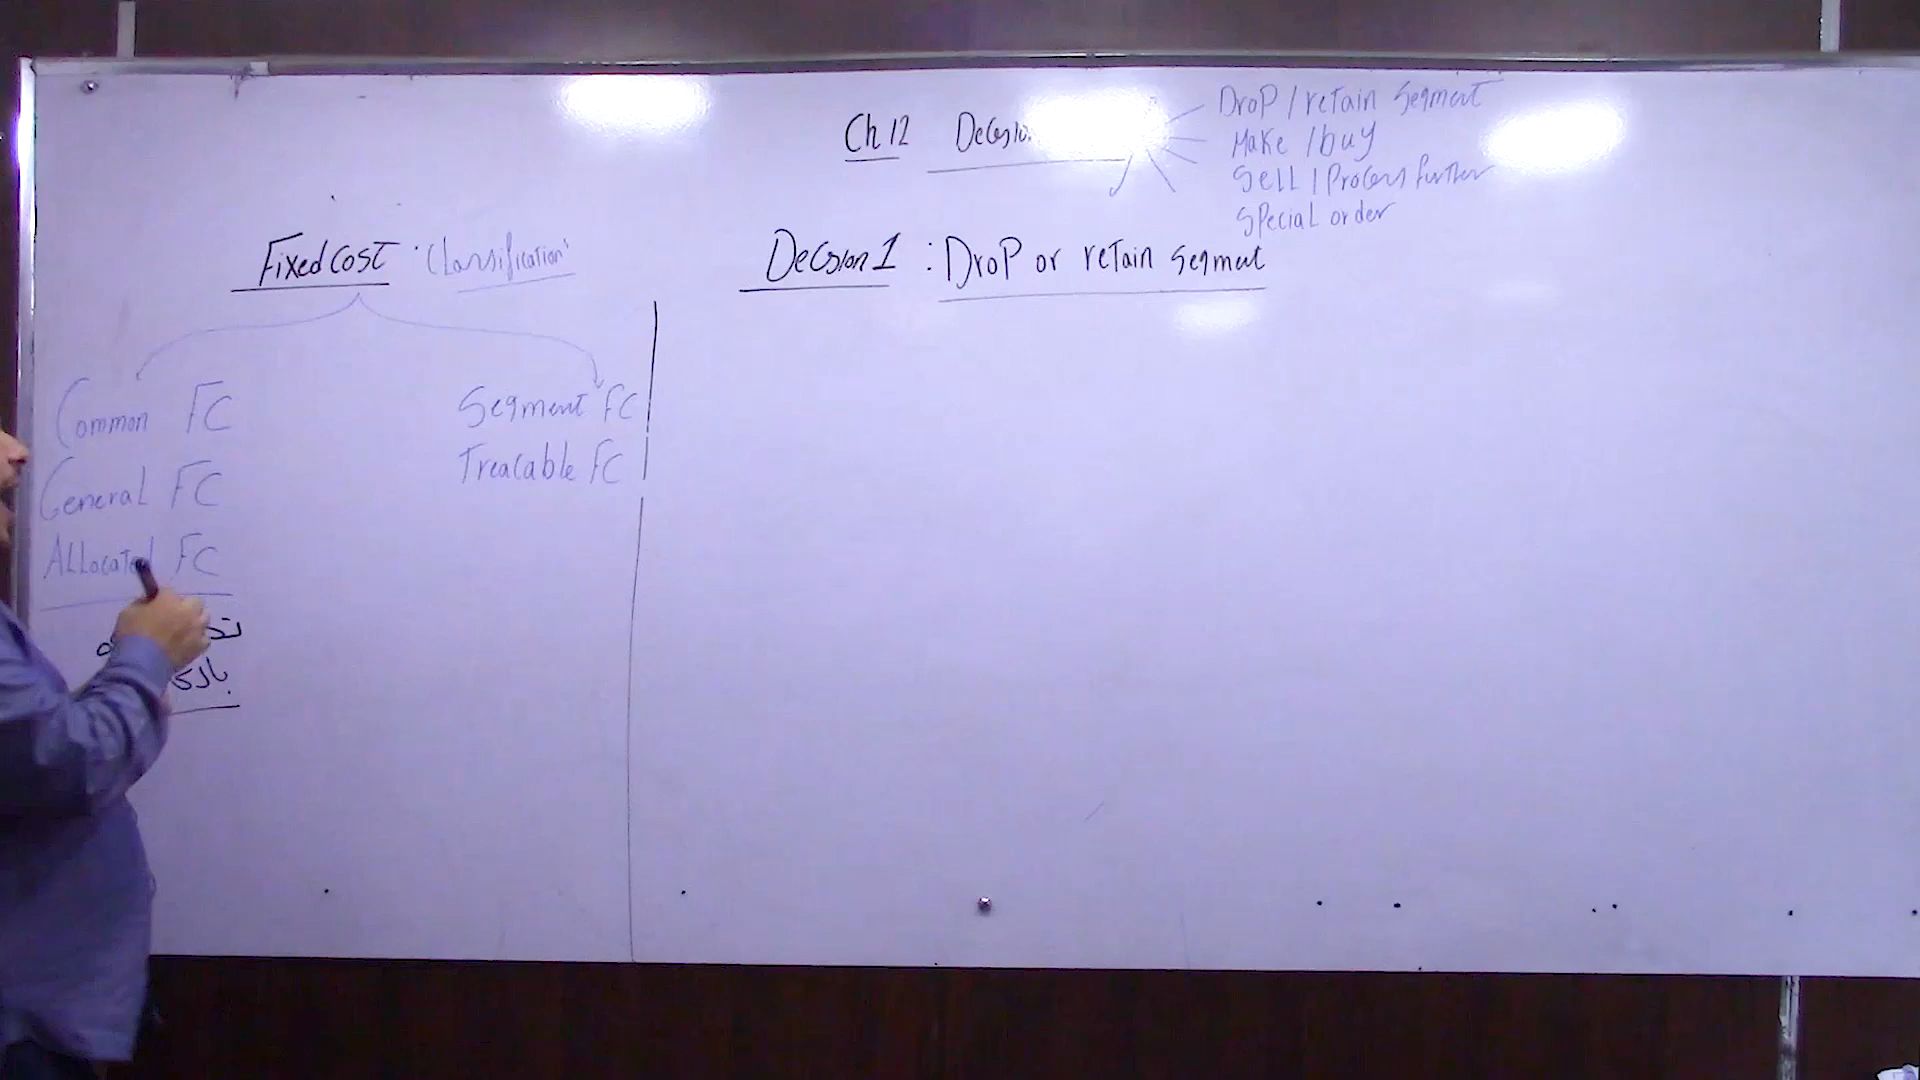 Ch 12
Drop / retain Segment
Make / buy
Sell / Process further
Special order
Fixed Cost "Classification"
Decsion 1 : Drop or retain Segment
Common FC
General FC
Allocated FC
Segment FC
Treacable FC